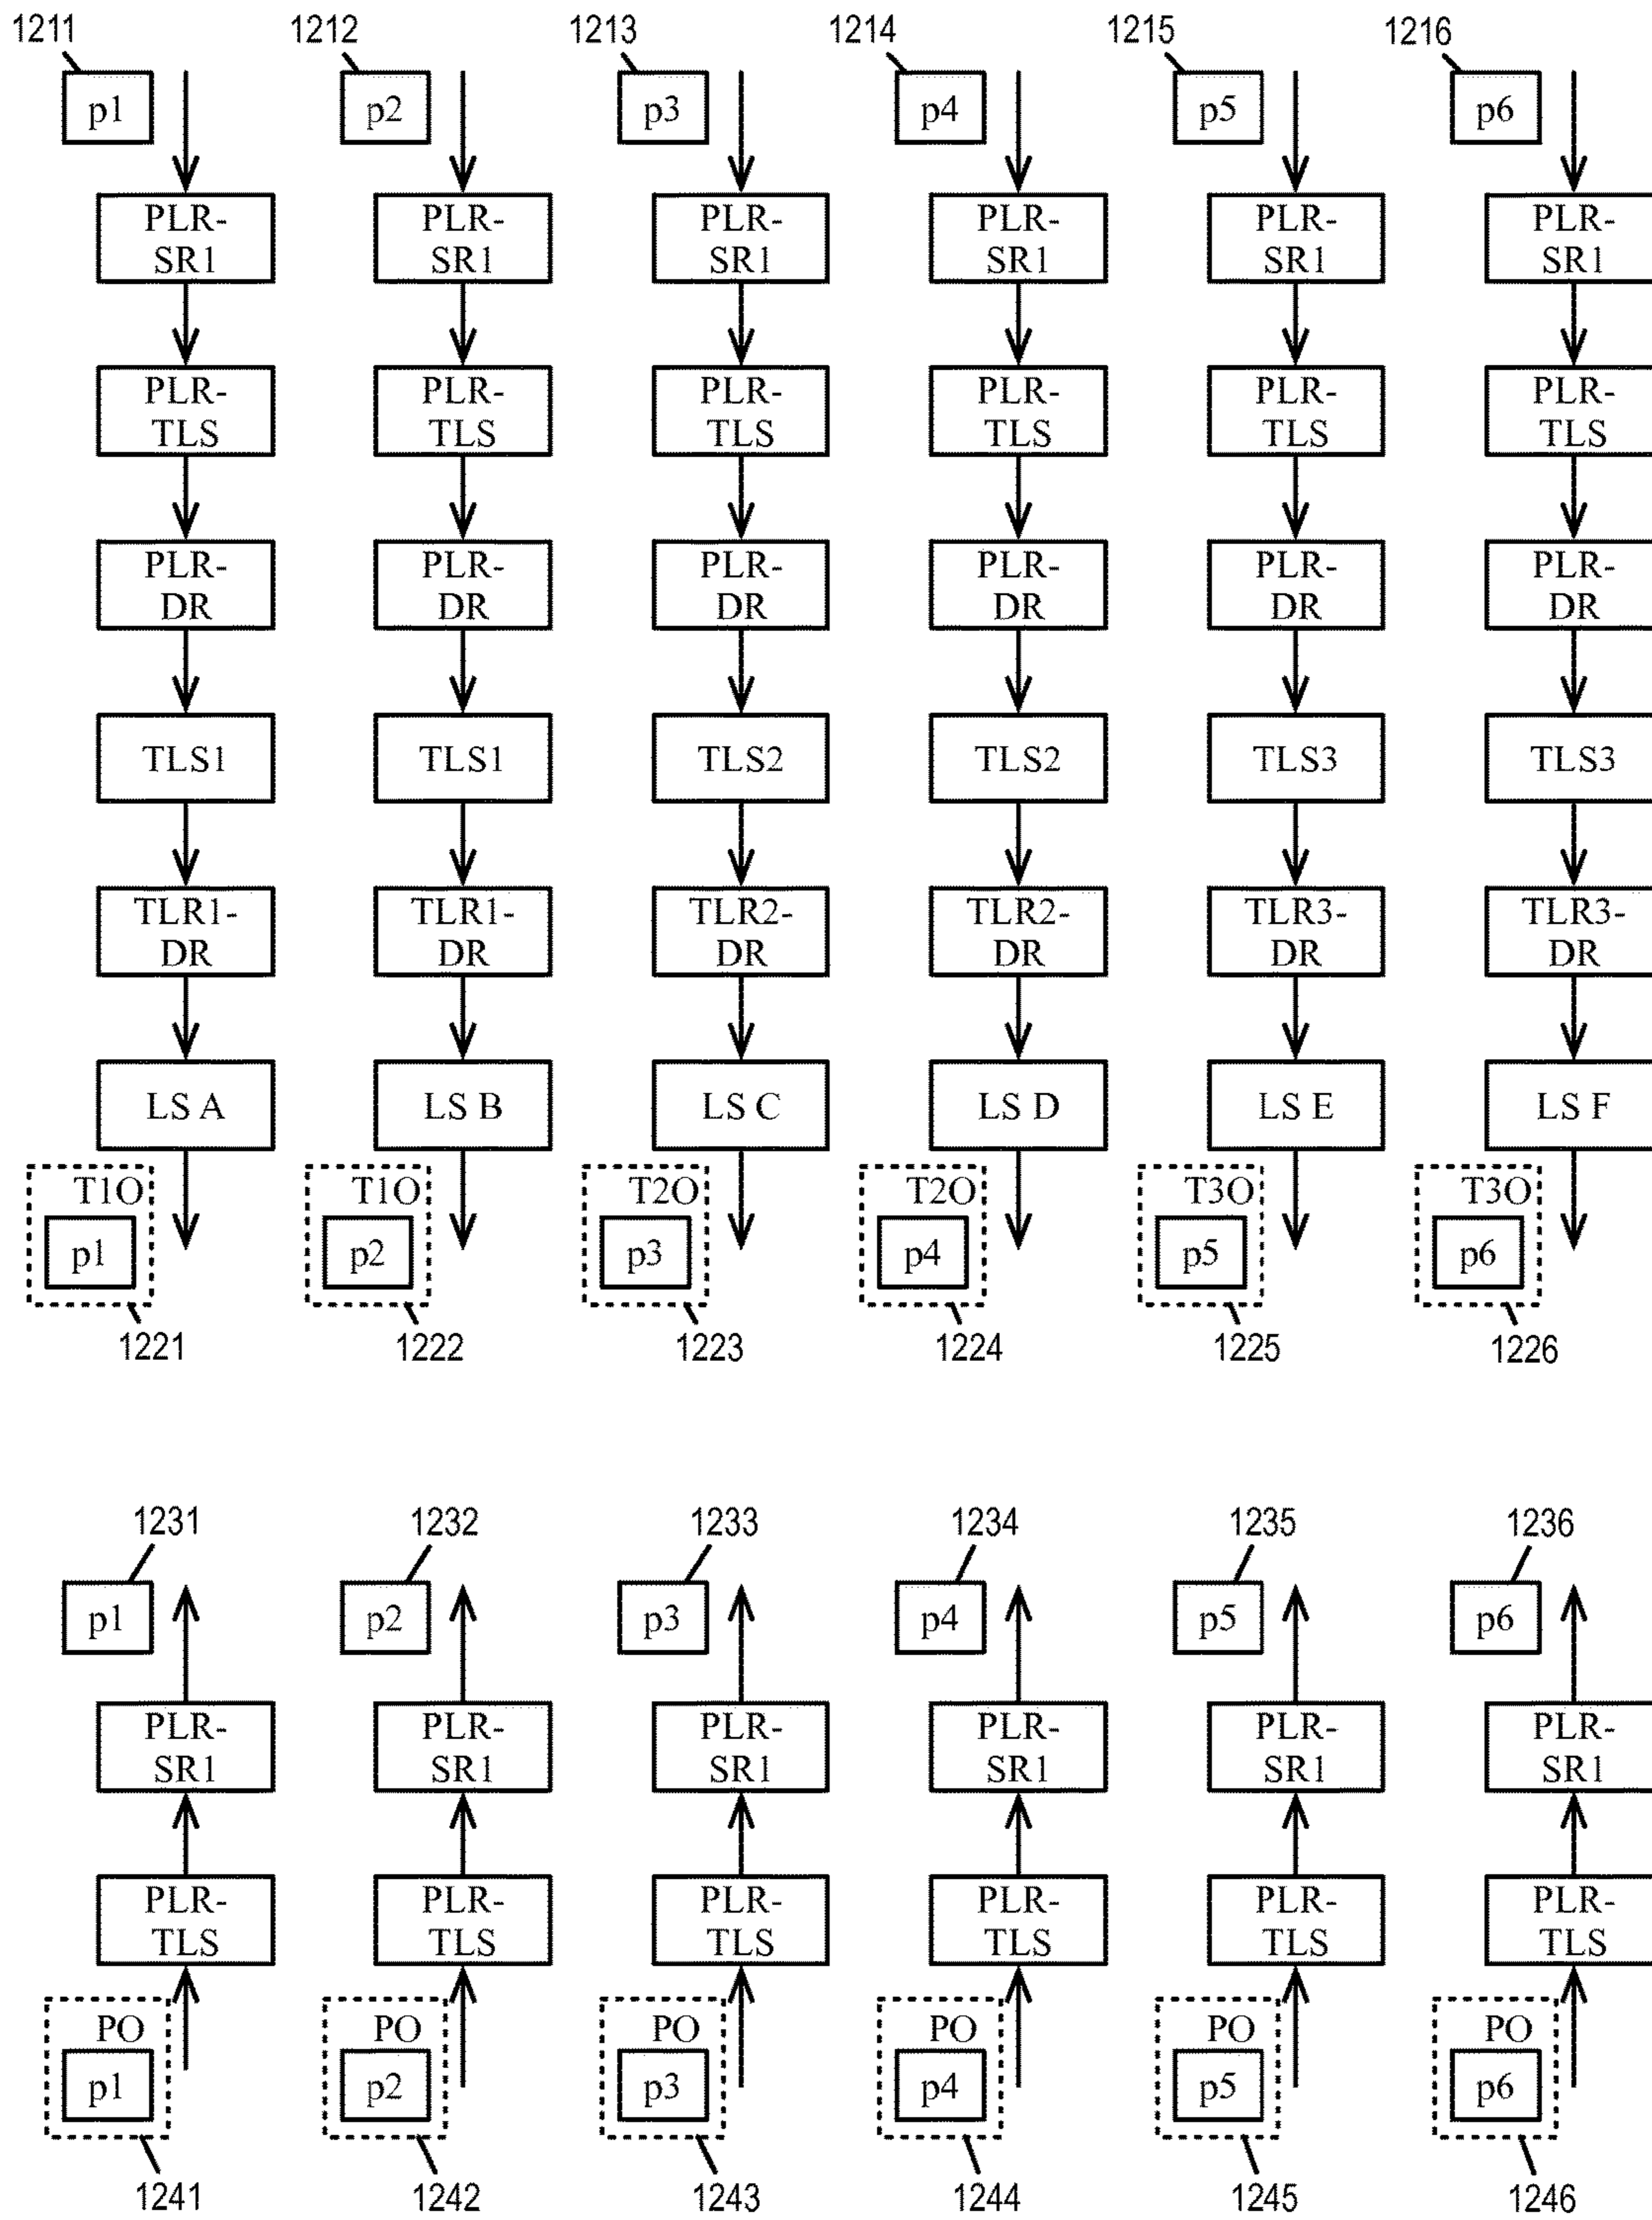 1211 1212 1213 1214 1215 1216
p1 p2 p3 p4 p5 p6
PLR- PLR- PLR- PLR- PLR- PLR-
SR1 SR1 SR1 SR1 SR1 SR1
PLR- PLR- PLR- PLR- PLR- PLR-
TLS TLS TLS TLS TLS TLS
PLR- PLR- PLR- PLR- PLR- PLR-
DR DR DR DR DR DR
TLS1 TLS1 TLS2 TLS2 TLS3 TLS3
TLR1- TLR1- TLR2- TLR2- TLR3- TLR3-
DR DR DR DR DR DR
LS A LS B LS C LS D LS E LS F
T1O T1O T2O T2O T3O T3O
p1 p2 p3 p4 p5 p6
1221 1222 1223 1224 1225 1226
1231 1232 1233 1234 1235 1236
p1 p2 p3 p4 p5 p6
PLR- PLR- PLR- PLR- PLR- PLR-
SR1 SR1 SR1 SR1 SR1 SR1
PLR- PLR- PLR- PLR- PLR- PLR-
TLS TLS TLS TLS TLS TLS
PO PO PO PO PO PO
p1 p2 p3 p4 p5 p6
1241 1242 1243 1244 1245 1246